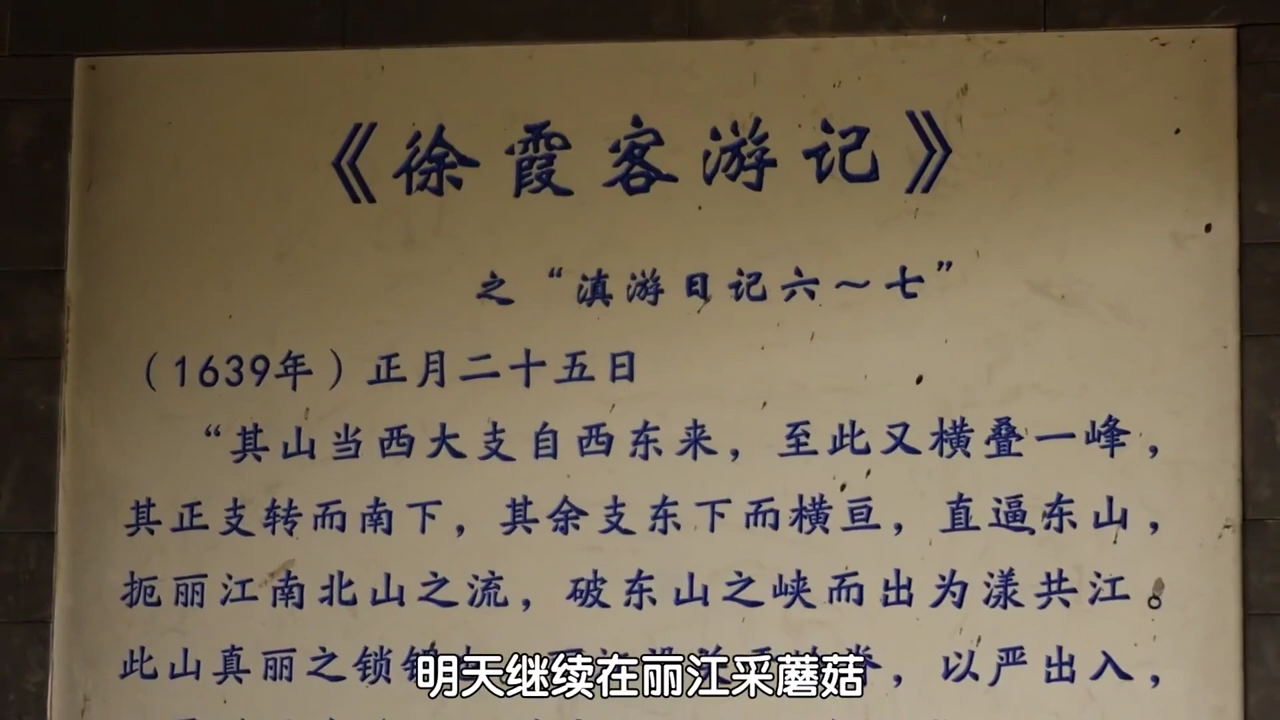 《徐霞客游记》
之“滇游日记六～七”
（1639年）正月二十五日
“其山当西大支自西东来，至此又横叠一峰，
其正支转而南下，其余支东下而横亘，直逼东山，
扼丽江南北山之流，破东山之峡而出为漾共江。
此山真丽之锁钥 脊，以严出入，
明天继续在丽江采蘑菇